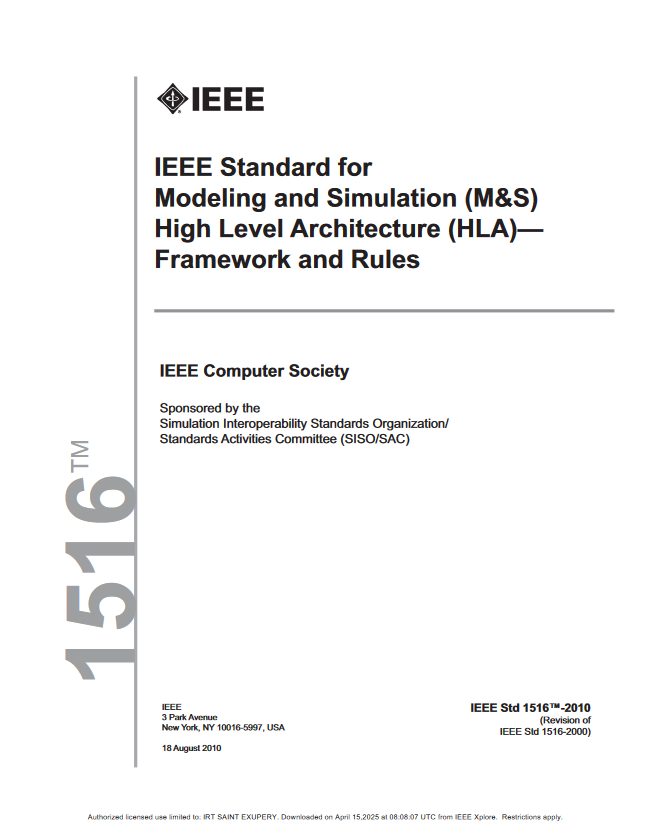 IEEE
IEEE Standard for
Modeling and Simulation (M&S)
High Level Architecture (HLA)—
Framework and Rules
IEEE Computer Society
Sponsored by the
Simulation Interoperability Standards Organization/
Standards Activities Committee (SISO/SAC)
1516™
IEEE
3 Park Avenue
New York, NY 10016-5997, USA
18 August 2010
IEEE Std 1516™-2010
(Revision of
IEEE Std 1516-2000)
Authorized licensed use limited to: IRT SAINT EXUPERY. Downloaded on April 15,2025 at 08:08:07 UTC from IEEE Xplore. Restrictions apply.